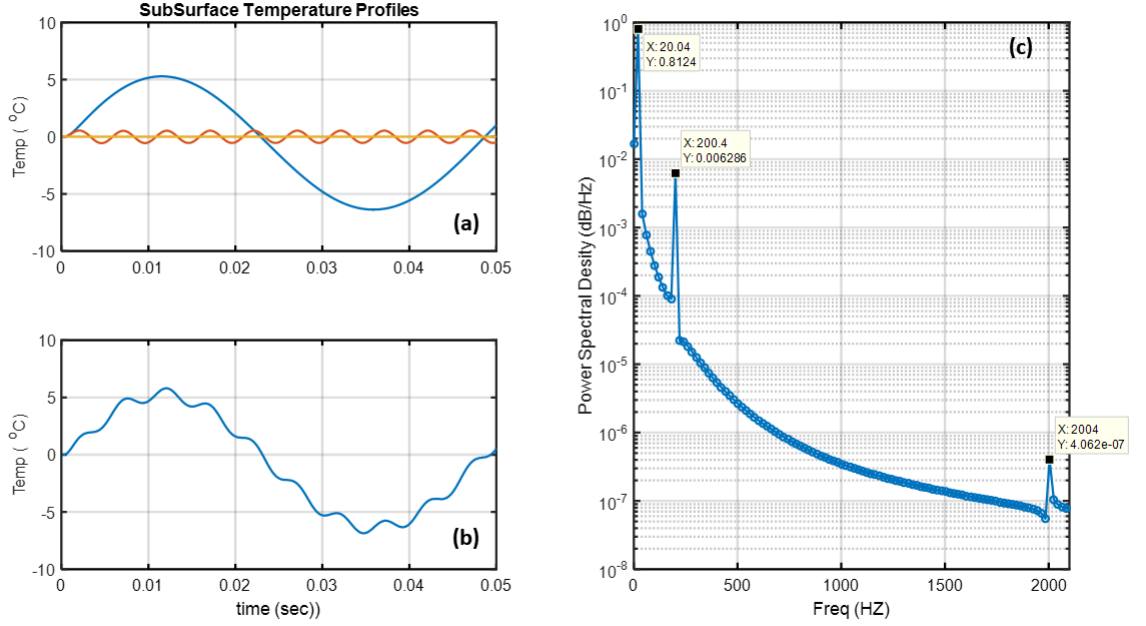 SubSurface Temperature Profiles
10
5
0
-5
-10
Temp ( °C)
0
0.01
0.02
0.03
0.04
0.05
(a)
10
5
0
-5
-10
Temp ( °C)
0
0.01
0.02
0.03
0.04
0.05
time (sec))
(b)
10^0
10^-1
10^-2
10^-3
10^-4
10^-5
10^-6
10^-7
10^-8
Power Spectral Desity (dB/Hz)
(c)
X: 20.04
Y: 0.8124
X: 200.4
Y: 0.006286
X: 2004
Y: 4.062e-07
0
500
1000
1500
2000
Freq (HZ)